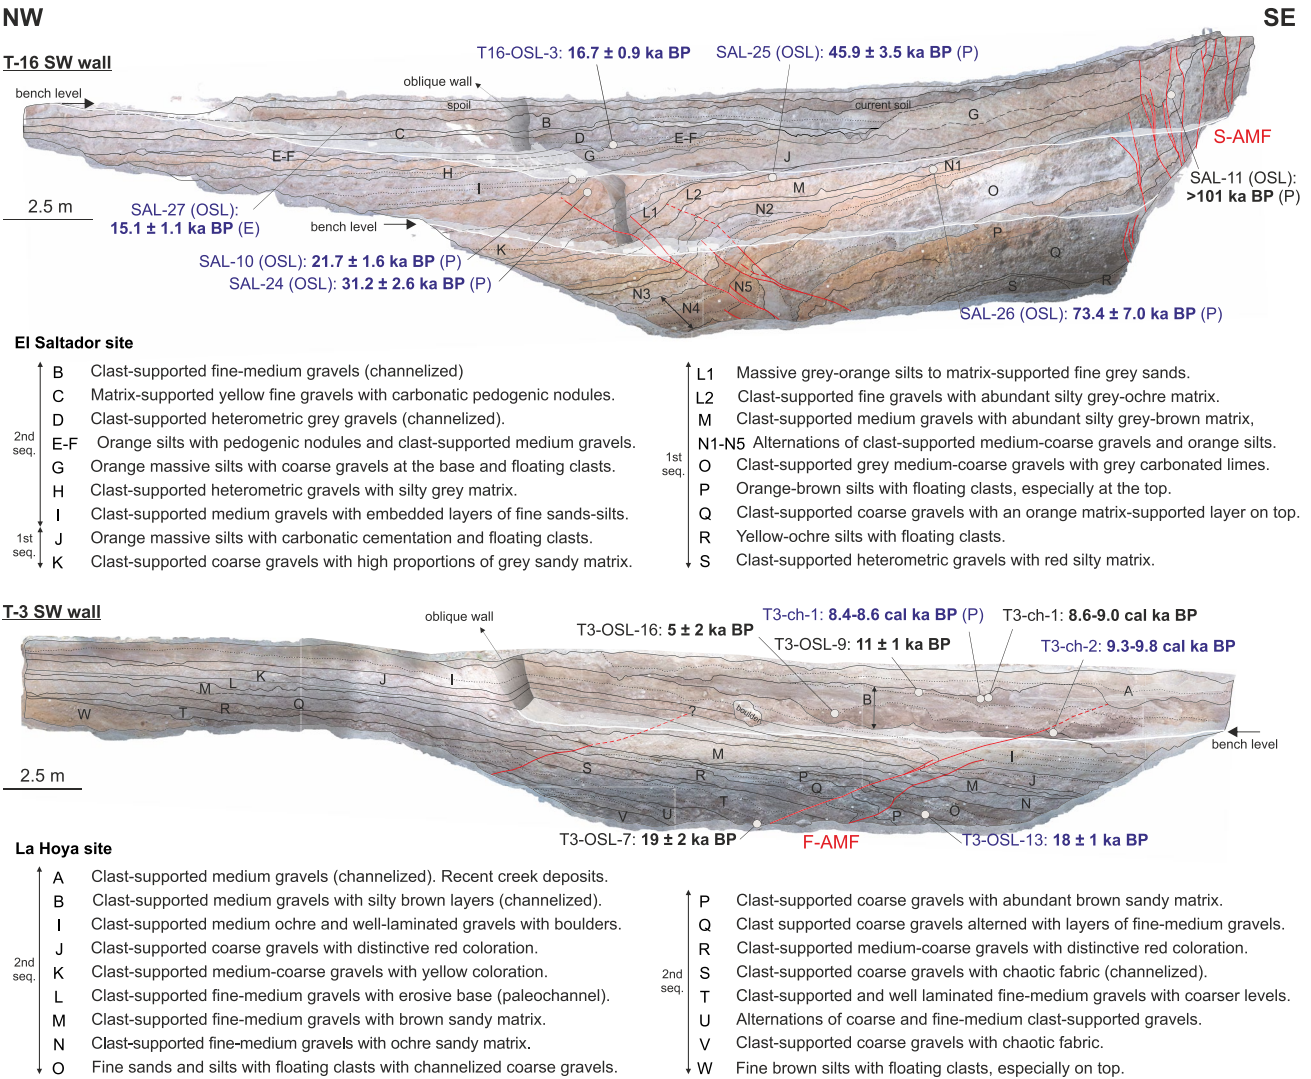 NW
SE
T-16 SW wall
T16-OSL-3: 16.7 ± 0.9 ka BP
SAL-25 (OSL): 45.9 ± 3.5 ka BP (P)
oblique wall
bench level
spoil
current soil
B
C
D
E-F
G
E-F
G
J
S-AMF
H
I
L1
L2
M
N1
N2
O
SAL-11 (OSL):
>101 ka BP (P)
2.5 m
SAL-27 (OSL):
15.1 ± 1.1 ka BP (E)
bench level
K
P
Q
SAL-10 (OSL): 21.7 ± 1.6 ka BP (P)
SAL-24 (OSL): 31.2 ± 2.6 ka BP (P)
N3
N4
N5
S
R
SAL-26 (OSL): 73.4 ± 7.0 ka BP (P)
El Saltador site
2nd seq.
B Clast-supported fine-medium gravels (channelized)
C Matrix-supported yellow fine gravels with carbonatic pedogenic nodules.
D Clast-supported heterometric grey gravels (channelized).
E-F Orange silts with pedogenic nodules and clast-supported medium gravels.
G Orange massive silts with coarse gravels at the base and floating clasts.
H Clast-supported heterometric gravels with silty grey matrix.
I Clast-supported medium gravels with embedded layers of fine sands-silts.
1st seq.
J Orange massive silts with carbonatic cementation and floating clasts.
K Clast-supported coarse gravels with high proportions of grey sandy matrix.
1st seq.
L1 Massive grey-orange silts to matrix-supported fine grey sands.
L2 Clast-supported fine gravels with abundant silty grey-ochre matrix.
M Clast-supported medium gravels with abundant silty grey-brown matrix,
N1-N5 Alternations of clast-supported medium-coarse gravels and orange silts.
O Clast-supported grey medium-coarse gravels with grey carbonated limes.
P Orange-brown silts with floating clasts, especially at the top.
Q Clast-supported coarse gravels with an orange matrix-supported layer on top.
R Yellow-ochre silts with floating clasts.
S Clast-supported heterometric gravels with red silty matrix.
T-3 SW wall
oblique wall
T3-OSL-16: 5 ± 2 ka BP
T3-ch-1: 8.4-8.6 cal ka BP (P)
T3-ch-1: 8.6-9.0 cal ka BP
T3-OSL-9: 11 ± 1 ka BP
T3-ch-2: 9.3-9.8 cal ka BP
K
L
M
J
I
W
T
R
Q
?
boulder
B
A
bench level
M
I
S
R
P
Q
J
M
N
2.5 m
V
U
T
P
O
T3-OSL-7: 19 ± 2 ka BP
F-AMF
T3-OSL-13: 18 ± 1 ka BP
La Hoya site
2nd seq.
A Clast-supported medium gravels (channelized). Recent creek deposits.
B Clast-supported medium gravels with silty brown layers (channelized).
I Clast-supported medium ochre and well-laminated gravels with boulders.
J Clast-supported coarse gravels with distinctive red coloration.
K Clast-supported medium-coarse gravels with yellow coloration.
L Clast-supported fine-medium gravels with erosive base (paleochannel).
M Clast-supported fine-medium gravels with brown sandy matrix.
N Clast-supported fine-medium gravels with ochre sandy matrix.
O Fine sands and silts with floating clasts with channelized coarse gravels.
2nd seq.
P Clast-supported coarse gravels with abundant brown sandy matrix.
Q Clast supported coarse gravels alterned with layers of fine-medium gravels.
R Clast-supported medium-coarse gravels with distinctive red coloration.
S Clast-supported coarse gravels with chaotic fabric (channelized).
T Clast-supported and well laminated fine-medium gravels with coarser levels.
U Alternations of coarse and fine-medium clast-supported gravels.
V Clast-supported coarse gravels with chaotic fabric.
W Fine brown silts with floating clasts, especially on top.